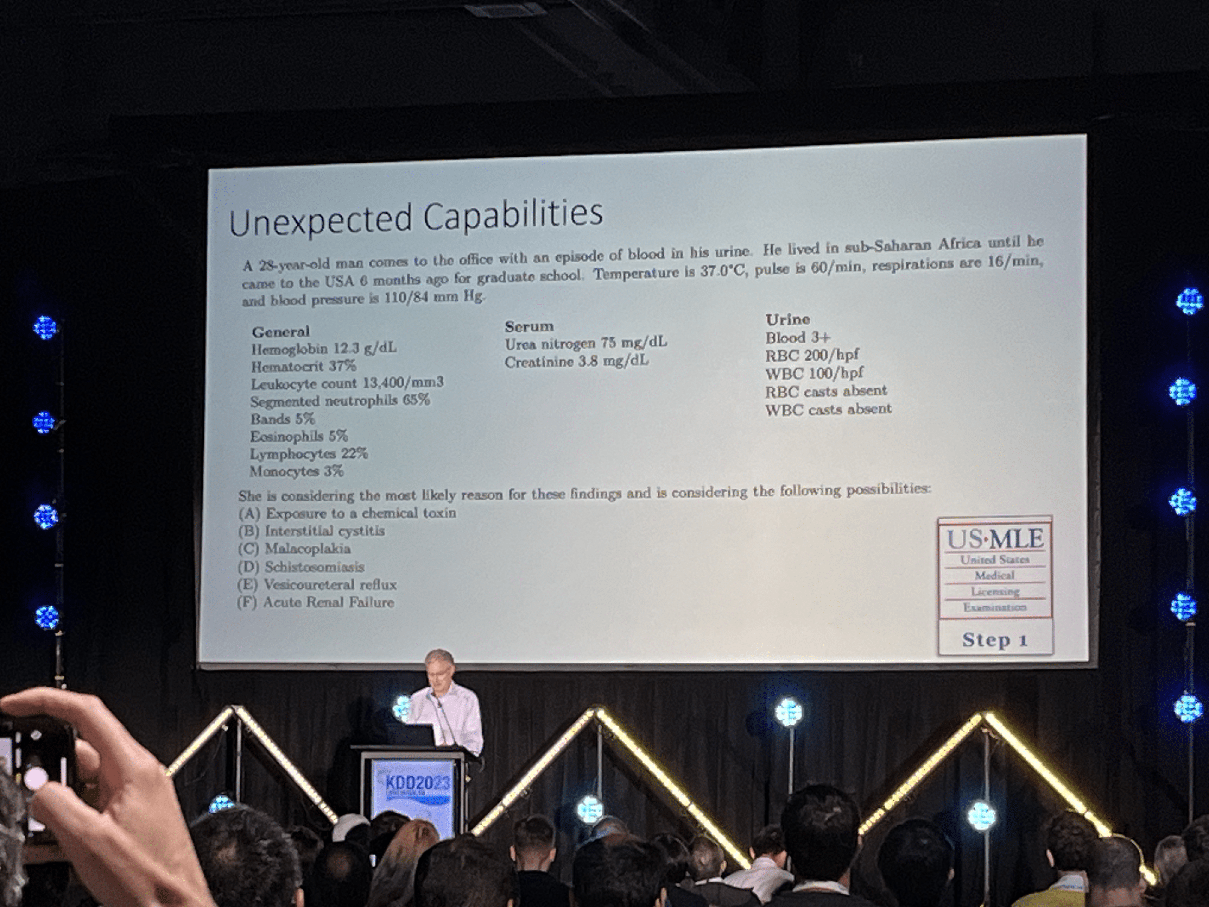 Unexpected Capabilities
A 28-year-old man comes to the office with an episode of blood in his urine. He lived in sub-Saharan Africa until he
came to the USA 6 months ago for graduate school. Temperature is 37.0°C, pulse is 60/min, respirations are 16/min,
and blood pressure is 110/84 mm Hg.
General
Hemoglobin 12.3 g/dL
Hematocrit 37%
Leukocyte count 13,400/mm3
Segmented neutrophils 65%
Bands 5%
Eosinophils 5%
Lymphocytes 22%
Monocytes 3%
Serum
Urea nitrogen 75 mg/dL
Creatinine 3.8 mg/dL
Urine
Blood 3+
RBC 200/hpf
WBC 100/hpf
RBC casts absent
WBC casts absent
She is considering the most likely reason for these findings and is considering the following possibilities:
(A) Exposure to a chemical toxin
(B) Interstitial cystitis
(C) Malacoplakia
(D) Schistosomiasis
(E) Vesicoureteral reflux
(F) Acute Renal Failure
US·MLE
United States
Medical
Licensing
Examination
Step 1
KDD2023